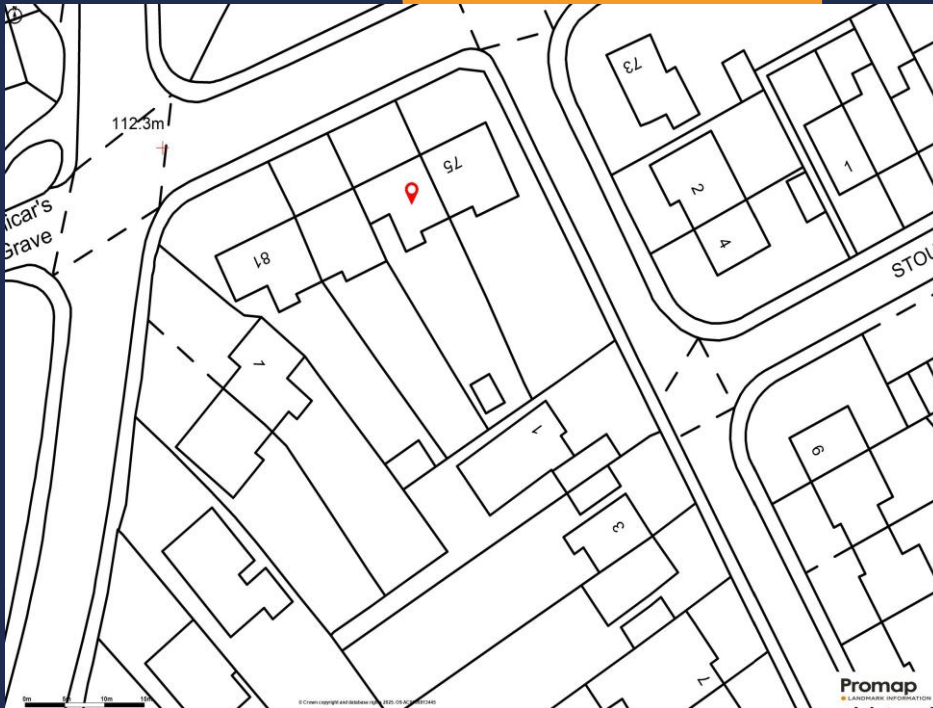 112.3m
73
75
2
1
4
81
icar's
Grave
STOU
1
1
6
3
7
0m
5m
10m
15m
Promap
LANDMARK INFORMATION